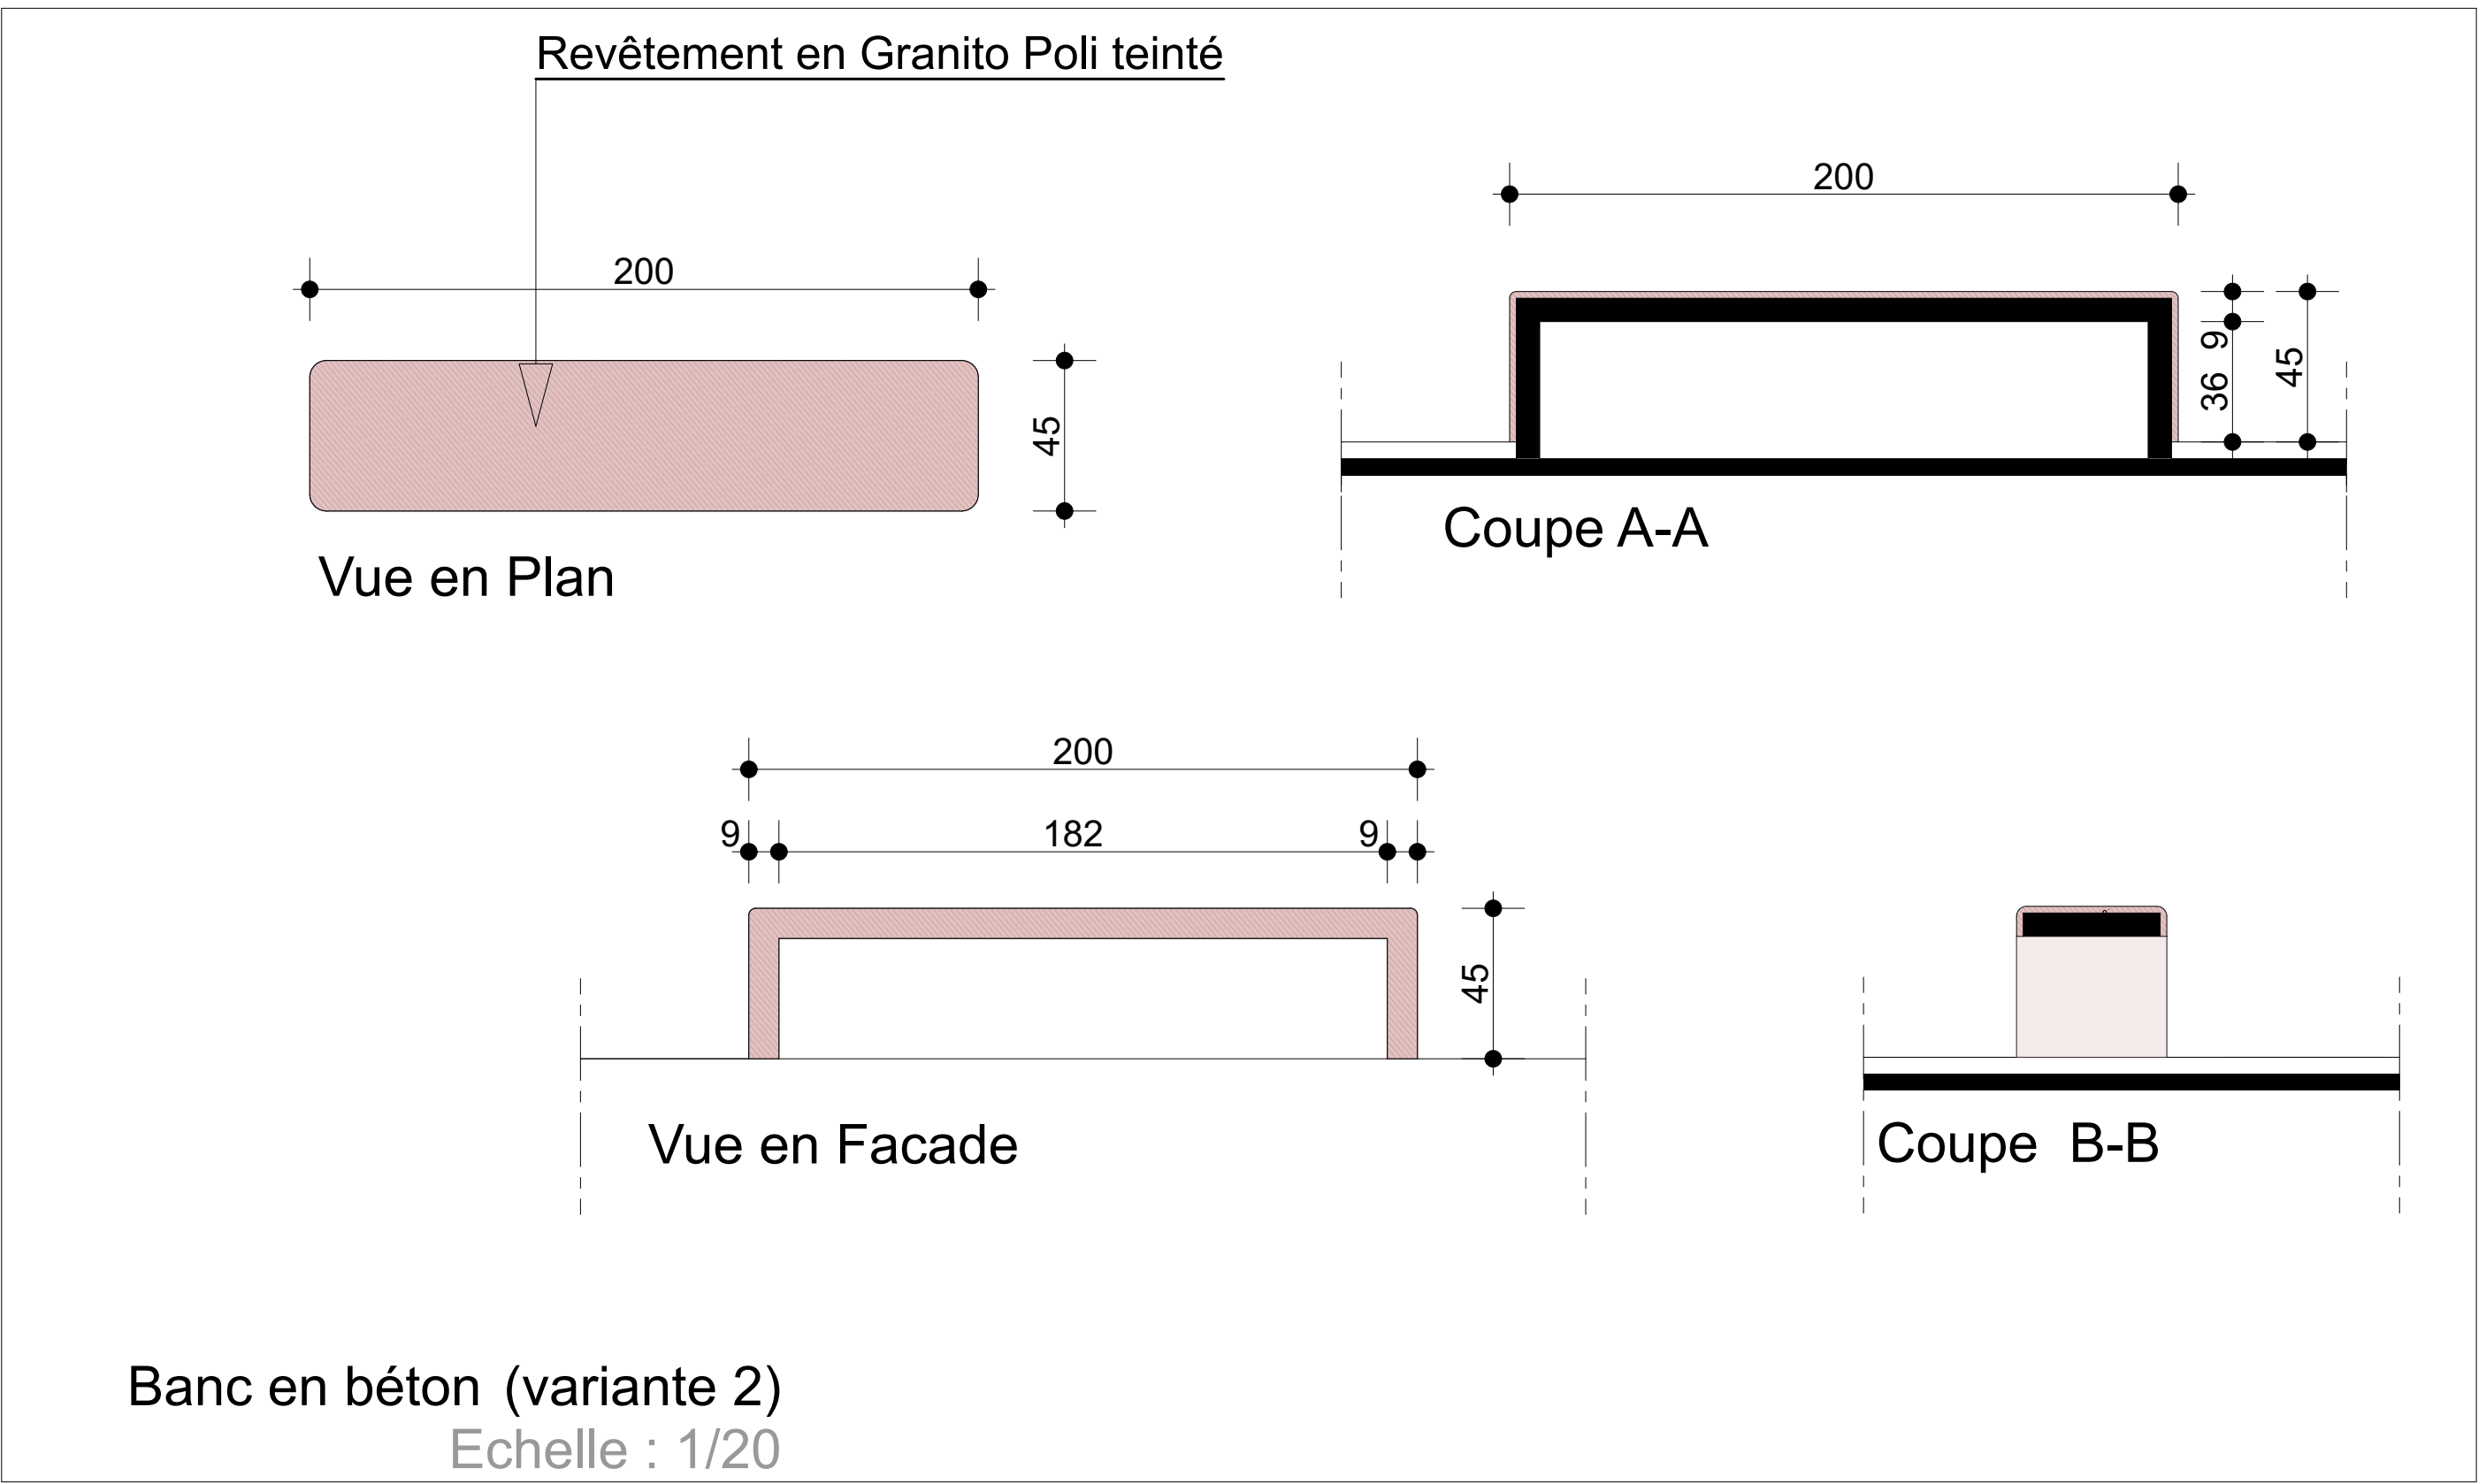 Revêtement en Granito Poli teinté
200
45
Vue en Plan
200
9
36
45
Coupe A-A
200
9 182 9
45
Vue en Facade
Coupe B-B
Banc en béton (variante 2)
Echelle : 1/20